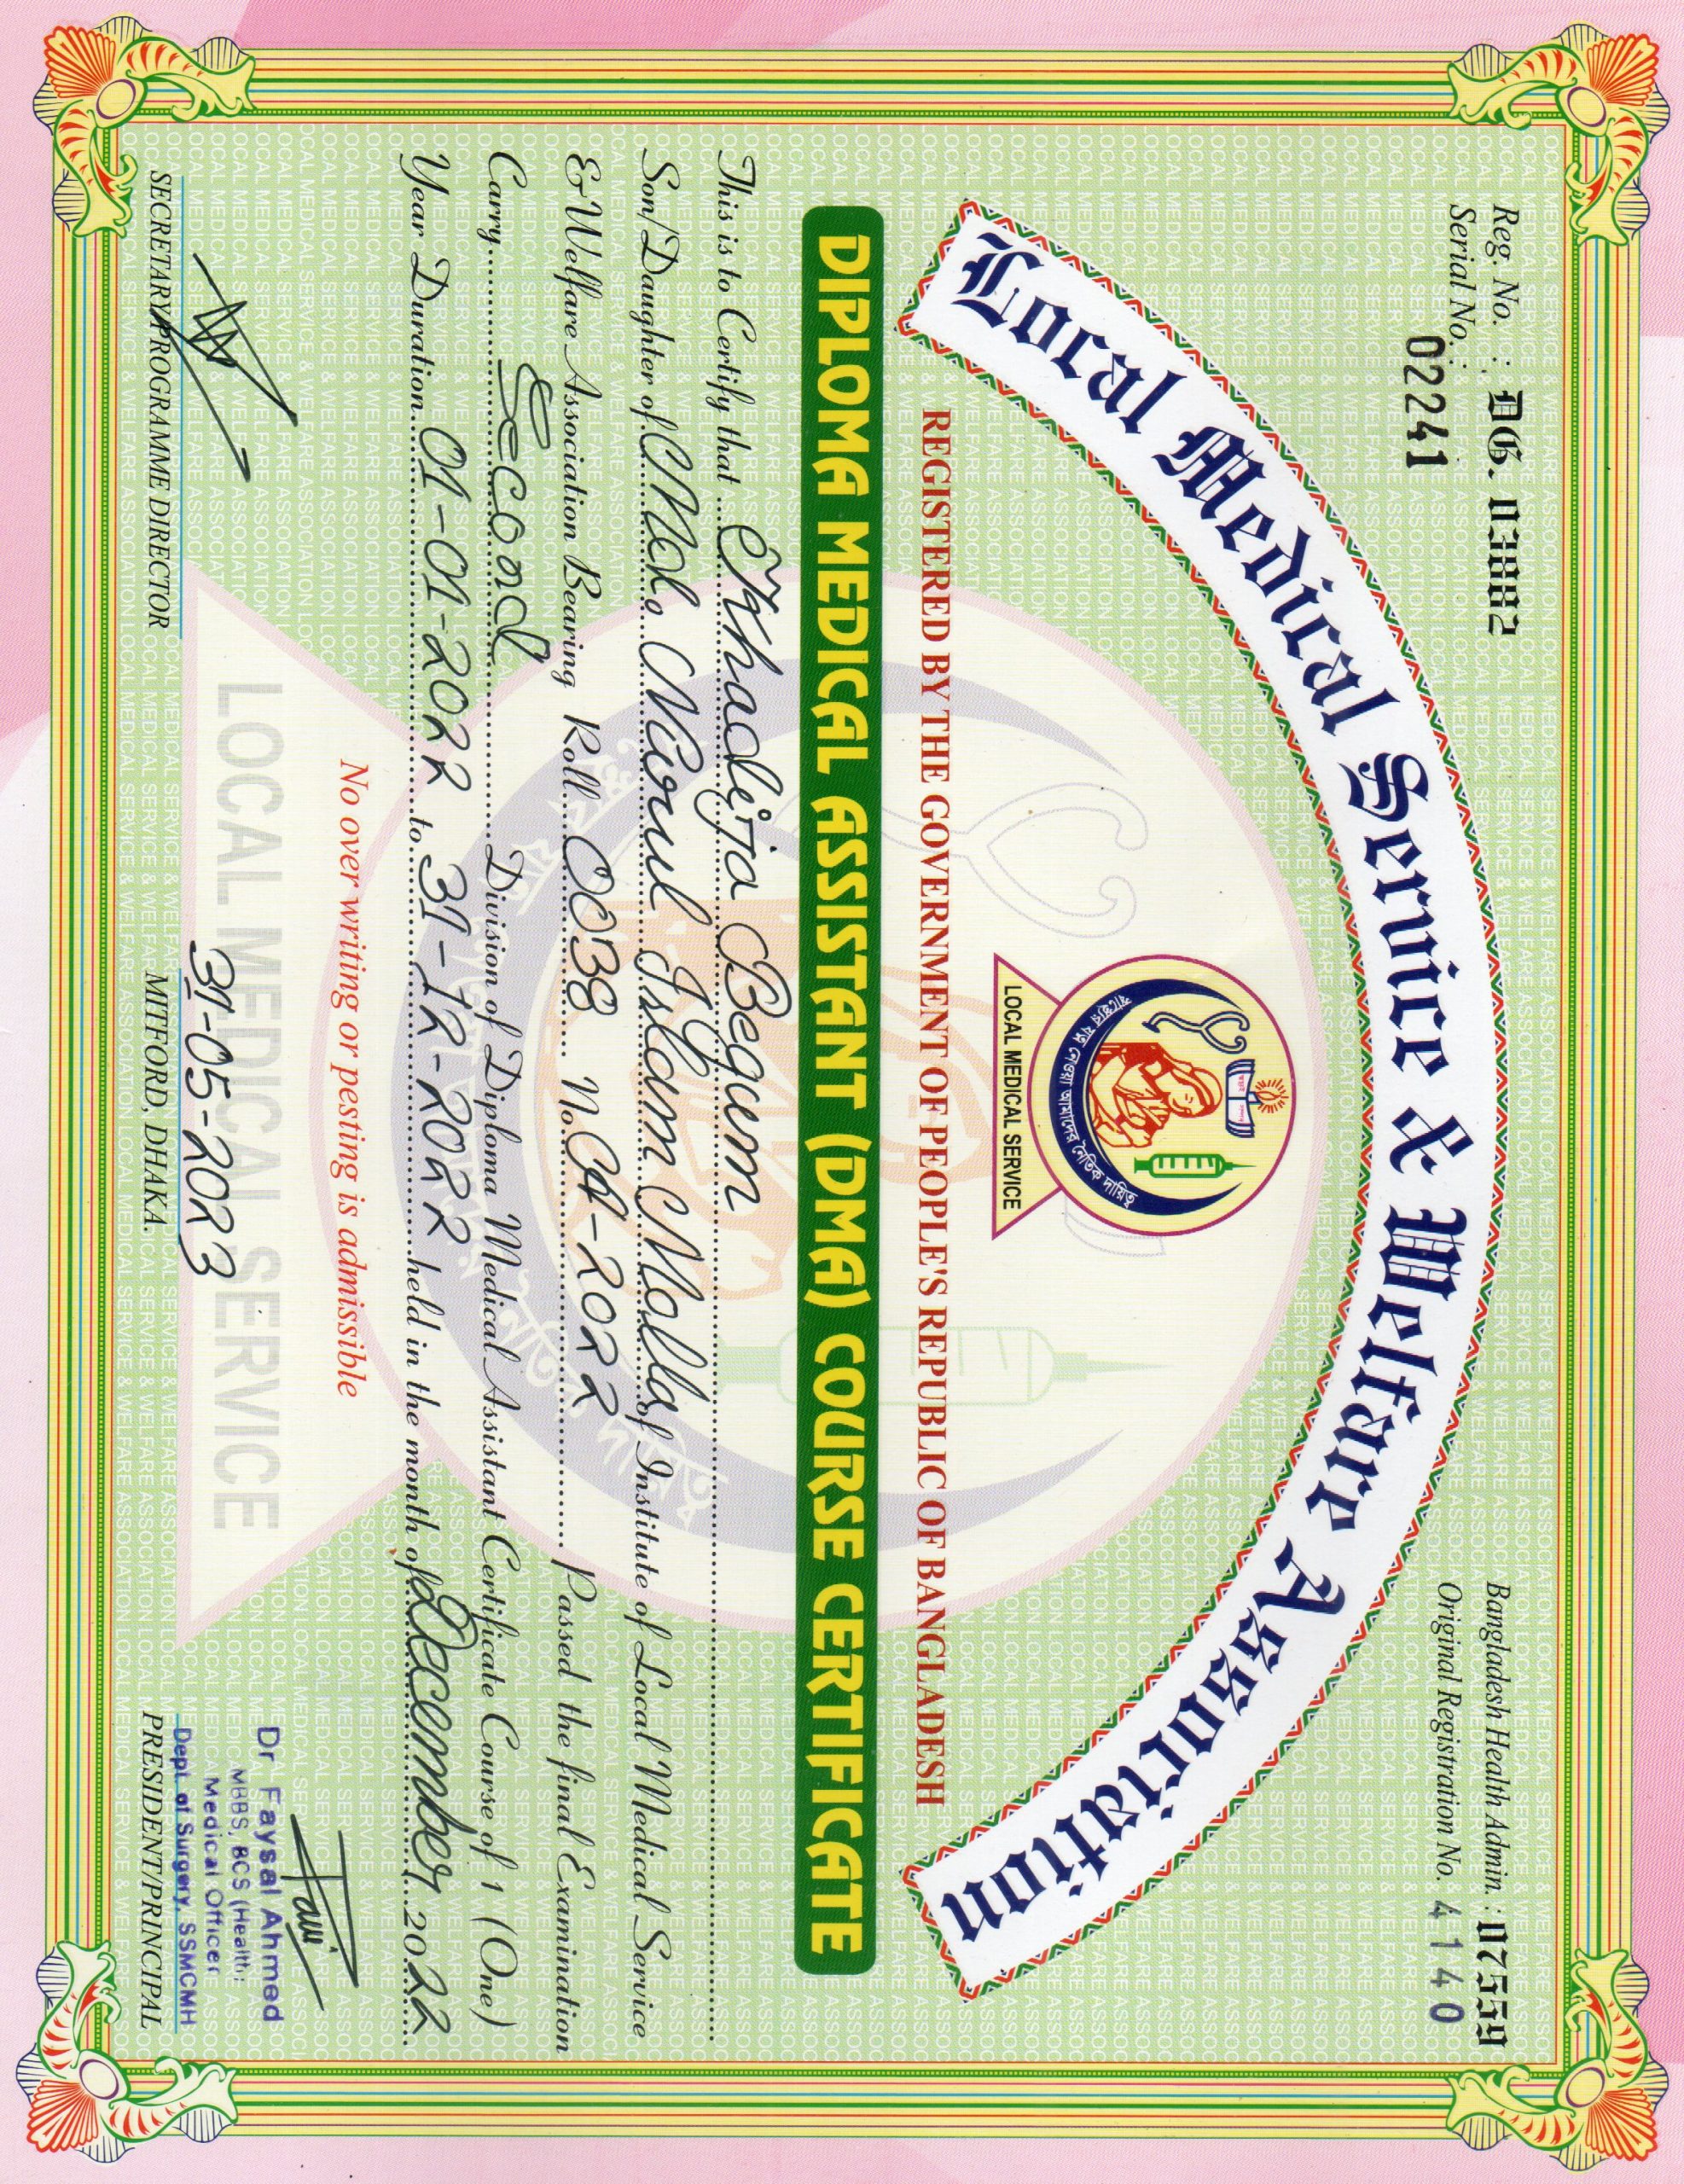 Reg. No. : DG. 03882
Serial No. :
02241
Bangladesh Health Admin. : 07559
Original Registration No. 4140
Local Medical Service & Welfare Association
স্বাস্থ্যের যত্ন নেওয়া আমাদের নৈতিক দায়িত্ব
LOCAL MEDICAL SERVICE
REGISTERED BY THE GOVERNMENT OF PEOPLE'S REPUBLIC OF BANGLADESH
DIPLOMA MEDICAL ASSISTANT (DMA) COURSE CERTIFICATE
This is to Certify that Khadija Begum
Son/Daughter of Md. Nurul Islam Molla of Institute of Local Medical Service
& Welfare Association Bearing Roll 0038 No. A-2022 Passed the final Examination
Carry Second Division of Diploma Medical Assistant Certificate Course of 1 (One)
Year Duration 01-01-2022 to 31-12-2022 held in the month of December 2022
No over writing or pesting is admissible
LOCAL MEDICAL SERVICE
Dr Faysal Ahmed
MBBS, BCS (Health)
Medical Officer
Dept. of Surgery, SSMCMH
31-05-2023
SECRETARY/PROGRAMME DIRECTOR
MITFORD, DHAKA.
PRESIDENT/PRINCIPAL